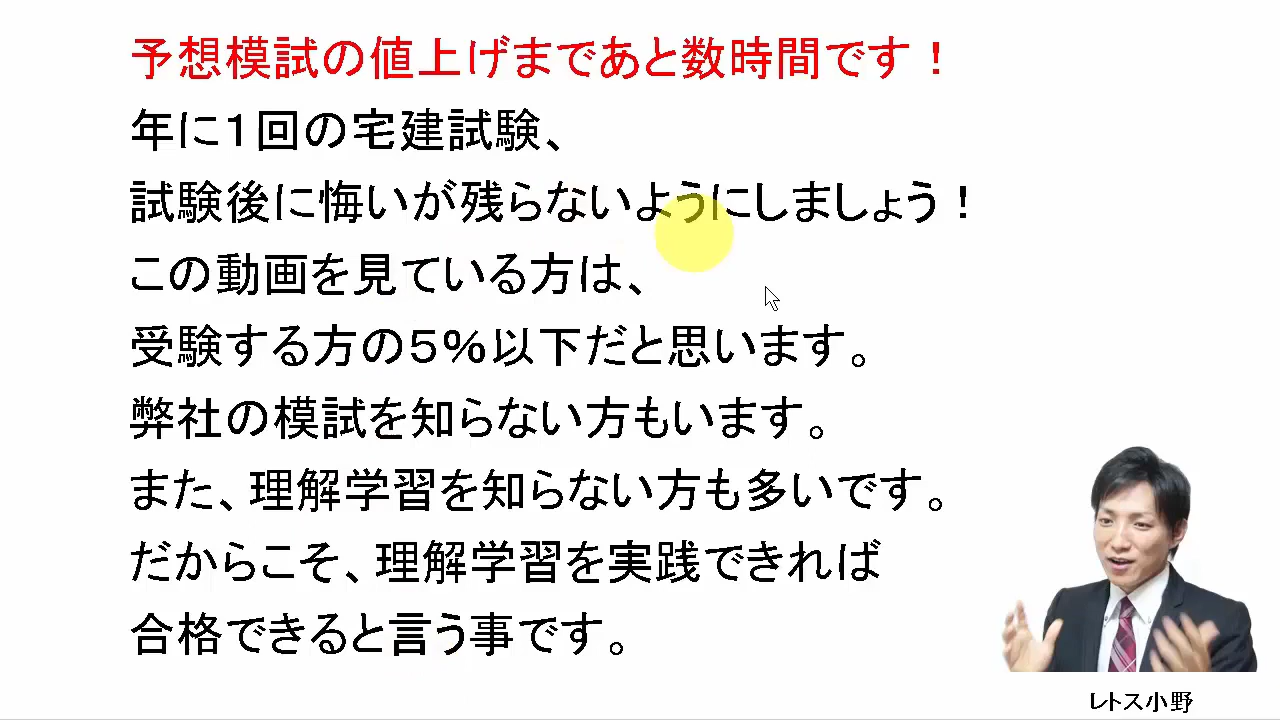 予想模試の値上げまであと数時間です！
年に１回の宅建試験、
試験後に悔いが残らないようにしましょう！
この動画を見ている方は、
受験する方の５％以下だと思います。
弊社の模試を知らない方もいます。
また、理解学習を知らない方も多いです。
だからこそ、理解学習を実践できれば
合格できると言う事です。
レトス小野